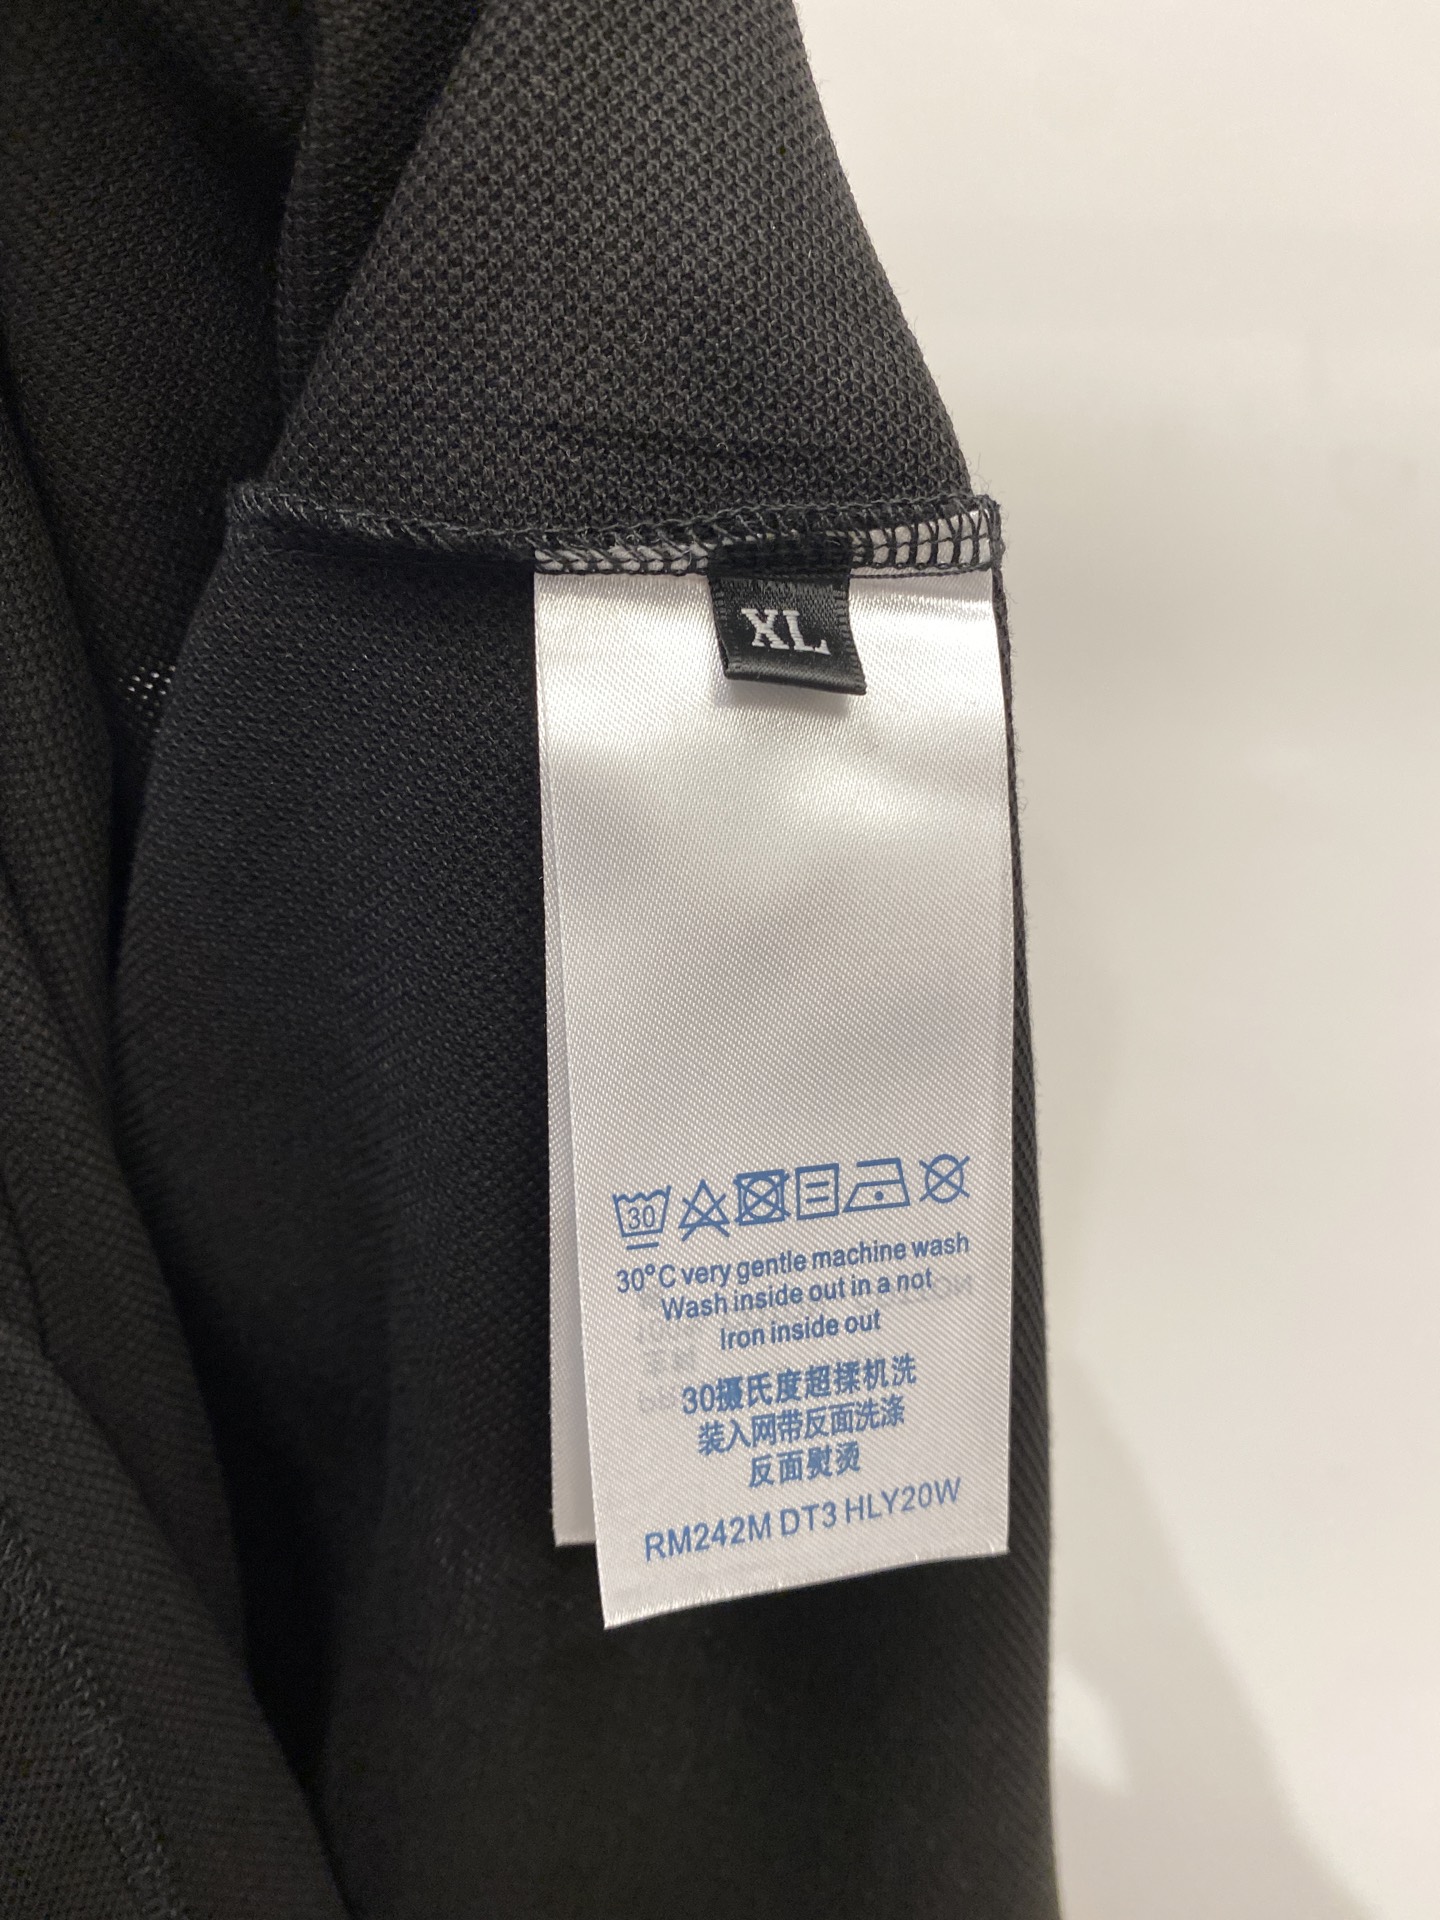 XL
30
30°C very gentle machine wash
Wash inside out in a not
Iron inside out
30摄氏度超揉机洗
装入网带反面洗涤
反面熨烫
RM242M DT3 HLY20W